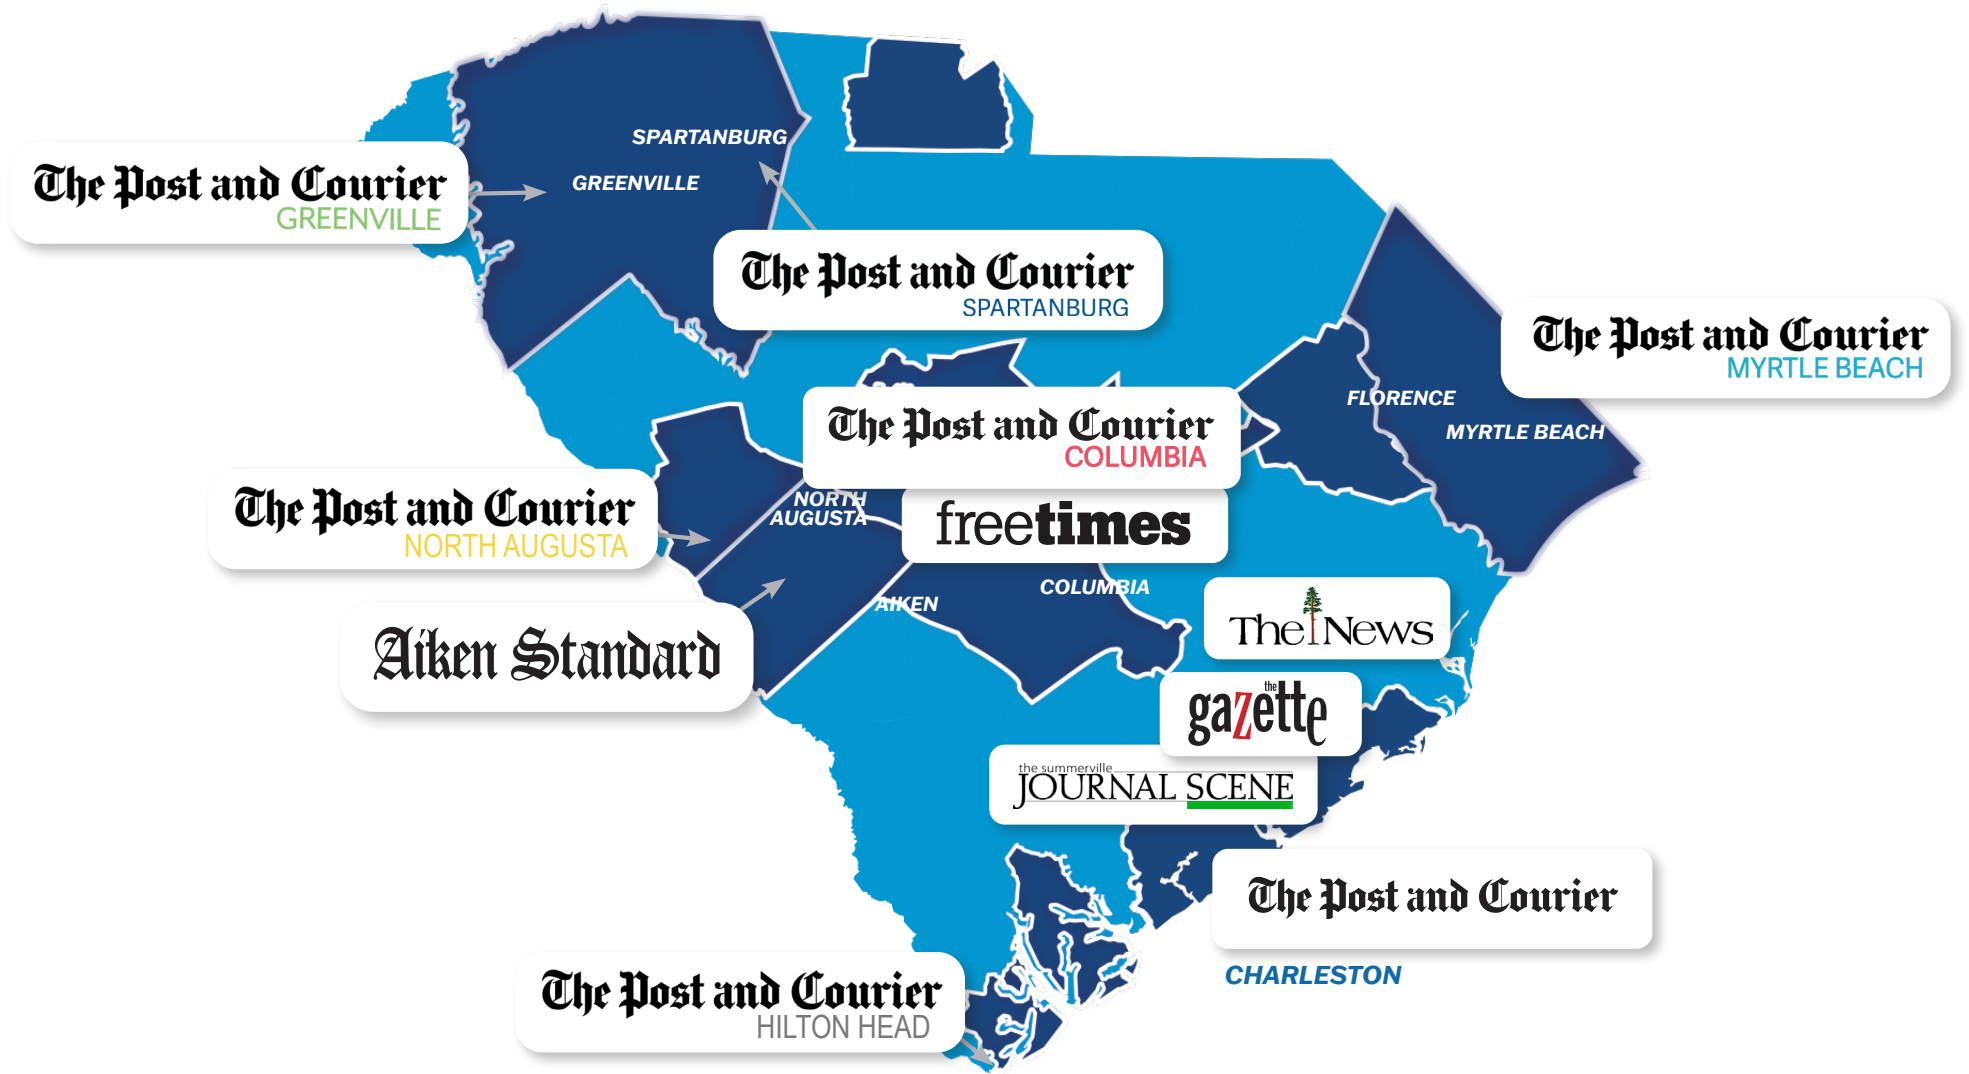 SPARTANBURG
GREENVILLE
The Post and Courier
GREENVILLE
The Post and Courier
SPARTANBURG
The Post and Courier
MYRTLE BEACH
FLORENCE
MYRTLE BEACH
The Post and Courier
COLUMBIA
NORTH
AUGUSTA
The Post and Courier
NORTH AUGUSTA
freetimes
COLUMBIA
AIKEN
Aiken Standard
The News
the
gazette
the summerville
JOURNAL SCENE
The Post and Courier
CHARLESTON
The Post and Courier
HILTON HEAD